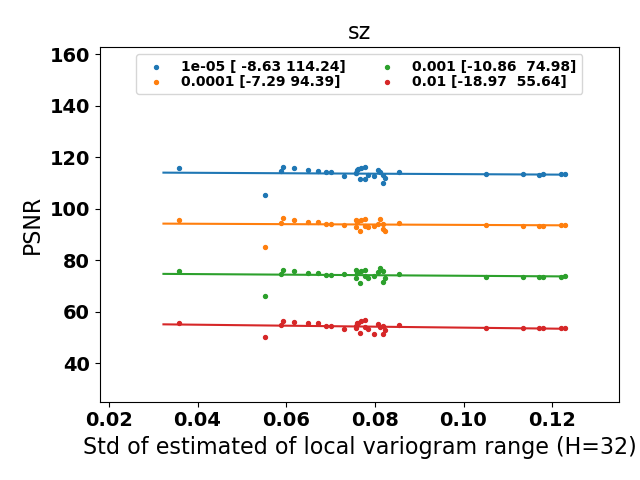 sz
1e-05 [ -8.63 114.24]
0.0001 [-7.29 94.39]
0.001 [-10.86  74.98]
0.01 [-18.97  55.64]
PSNR
160
140
120
100
80
60
40
0.02 0.04 0.06 0.08 0.10 0.12
Std of estimated of local variogram range (H=32)